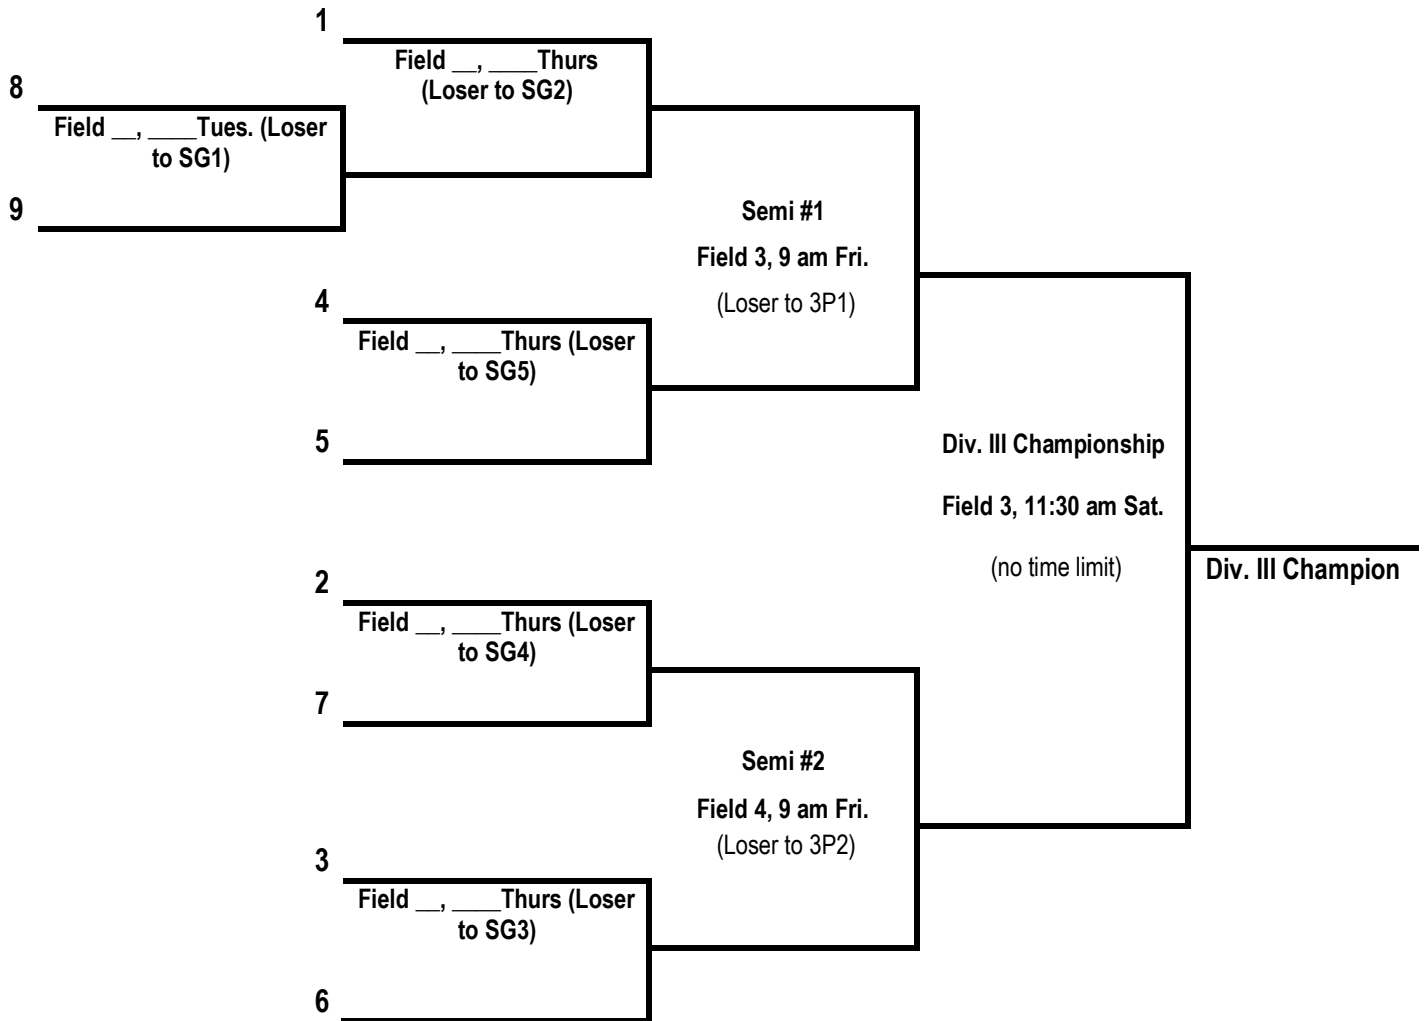 1
Field __, ____Thurs
(Loser to SG2)
8
Field __, ____Tues. (Loser
to SG1)
9
Semi #1
Field 3, 9 am Fri.
(Loser to 3P1)
4
Field __, ____Thurs (Loser
to SG5)
5
Div. III Championship
Field 3, 11:30 am Sat.
(no time limit)
Div. III Champion
2
Field __, ____Thurs (Loser
to SG4)
7
Semi #2
Field 4, 9 am Fri.
(Loser to 3P2)
3
Field __, ____Thurs (Loser
to SG3)
6